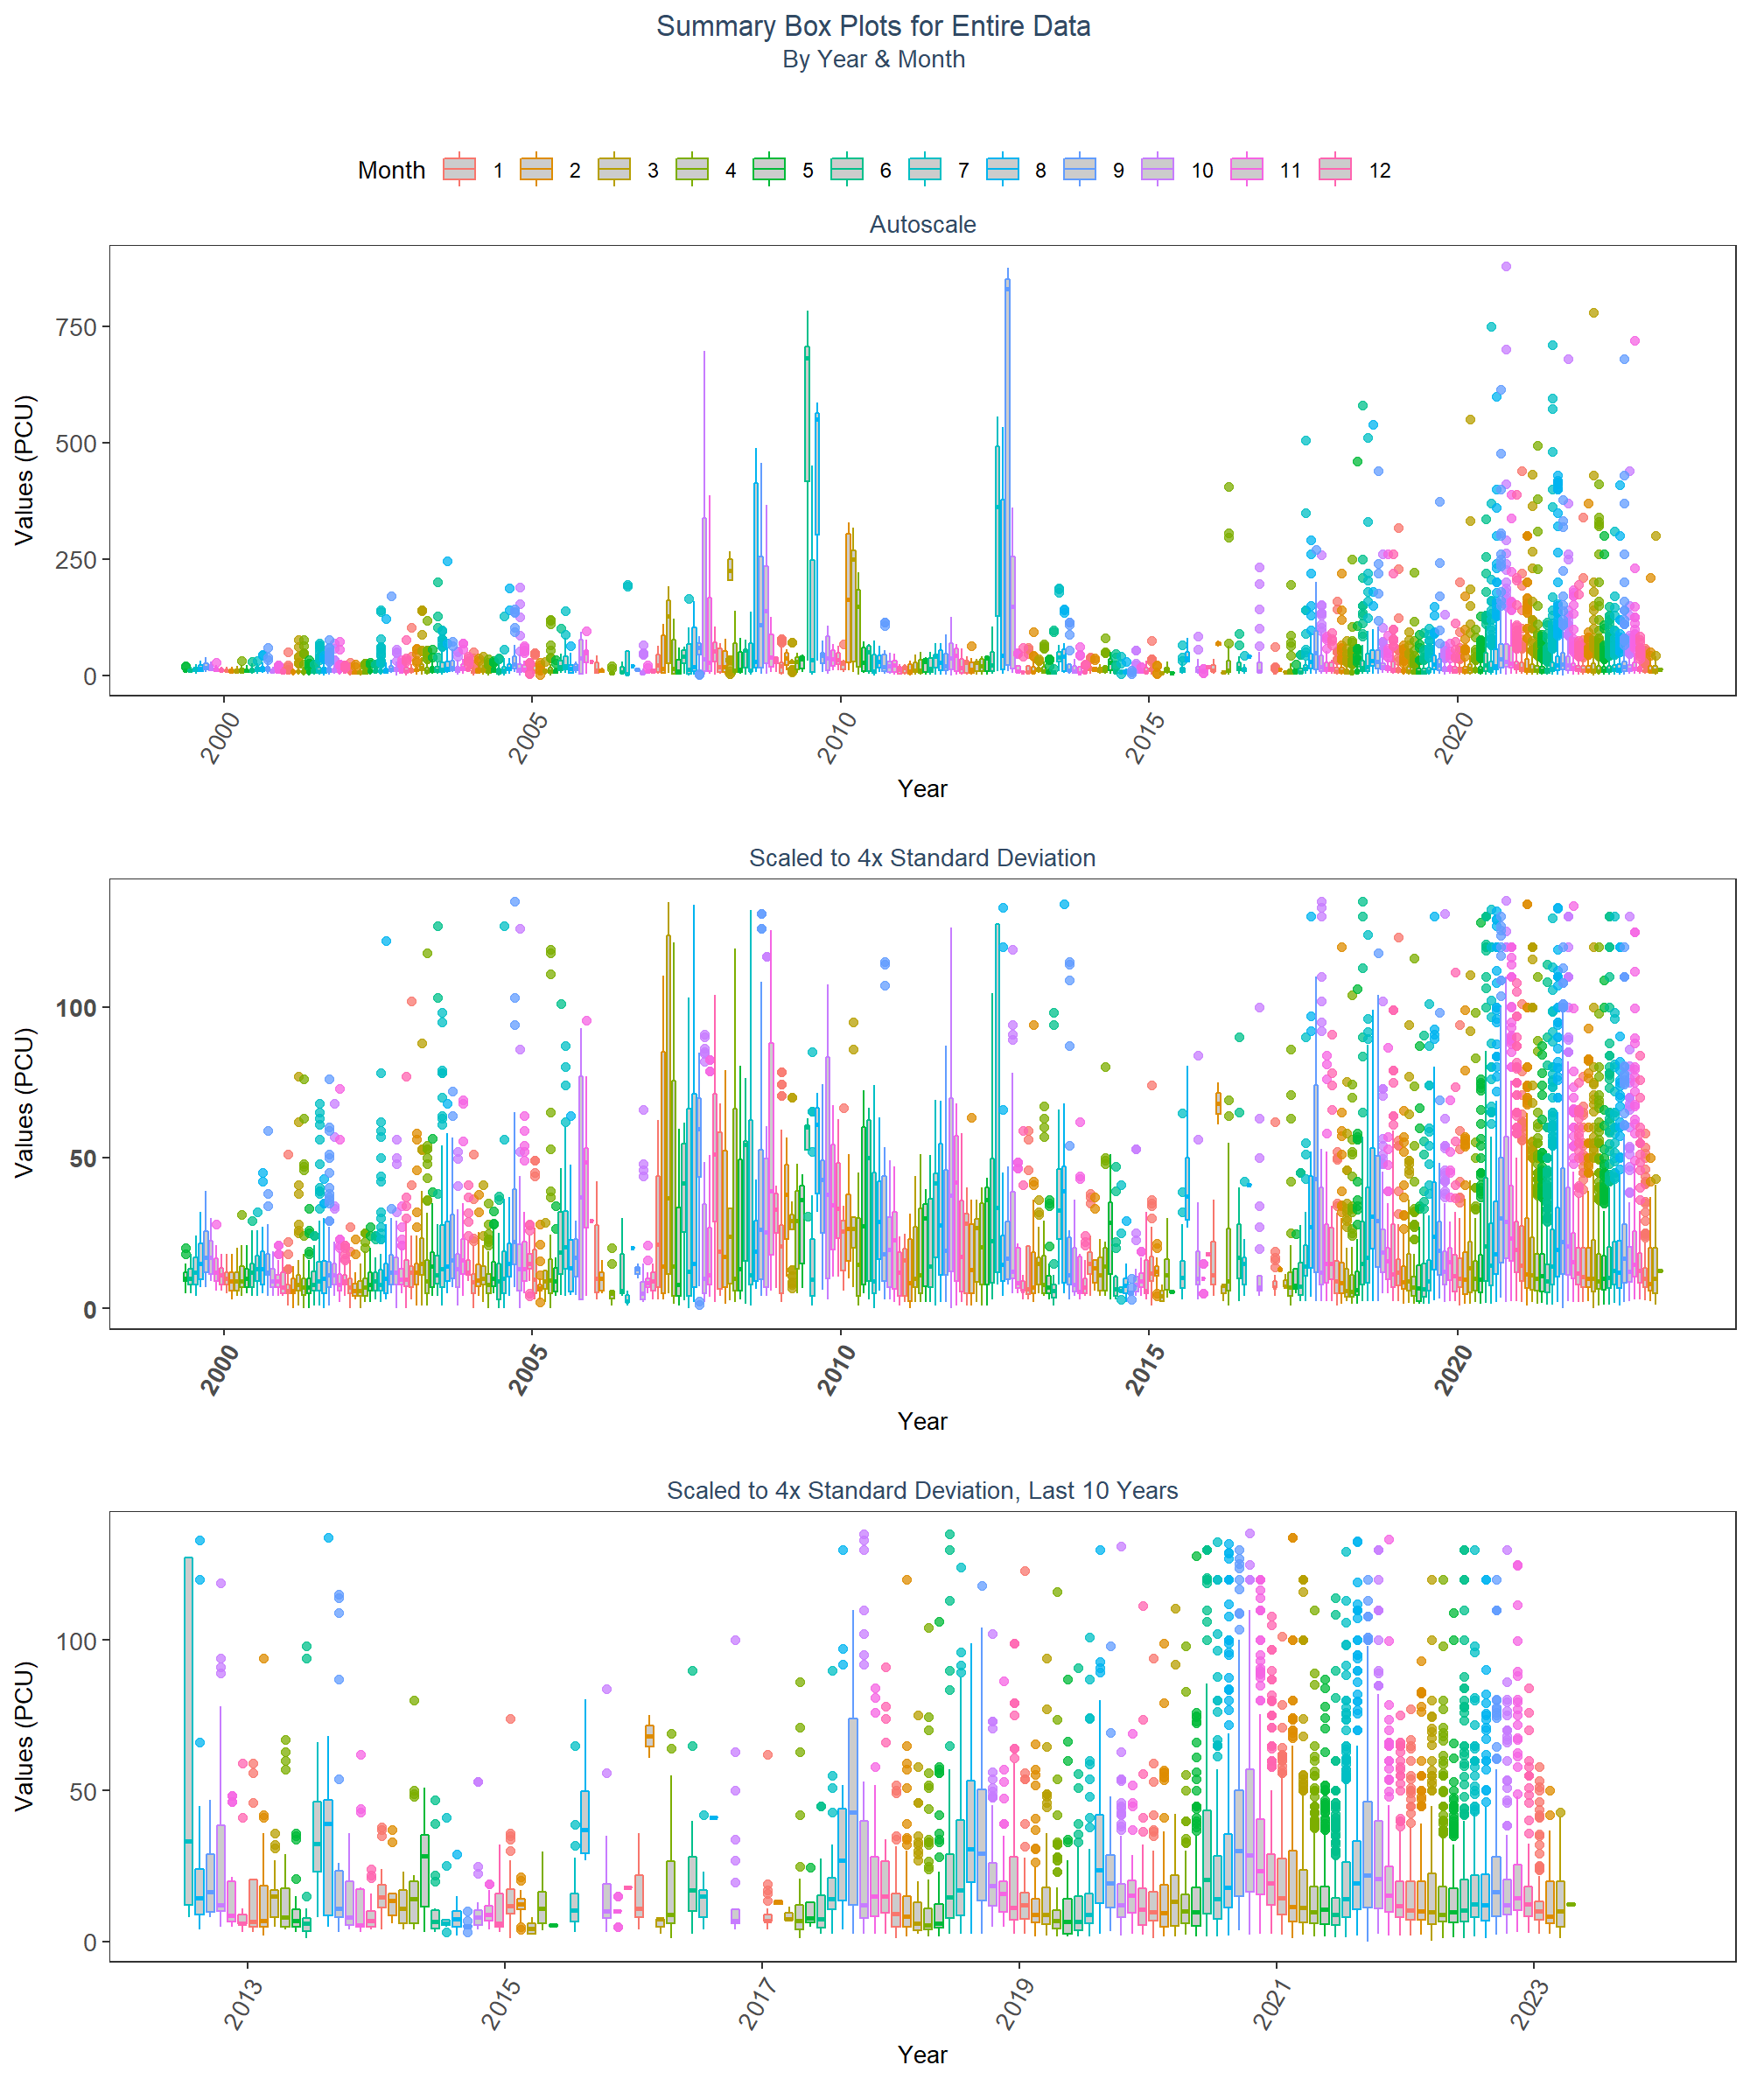 Summary Box Plots for Entire Data
By Year & Month
Month 1 2 3 4 5 6 7 8 9 10 11 12
Autoscale
Values (PCU)
750
500
250
0
2000 2005 2010 2015 2020
Year
Scaled to 4x Standard Deviation
Values (PCU)
100
50
0
2000 2005 2010 2015 2020
Year
Scaled to 4x Standard Deviation, Last 10 Years
Values (PCU)
100
50
0
2013 2015 2017 2019 2021 2023
Year